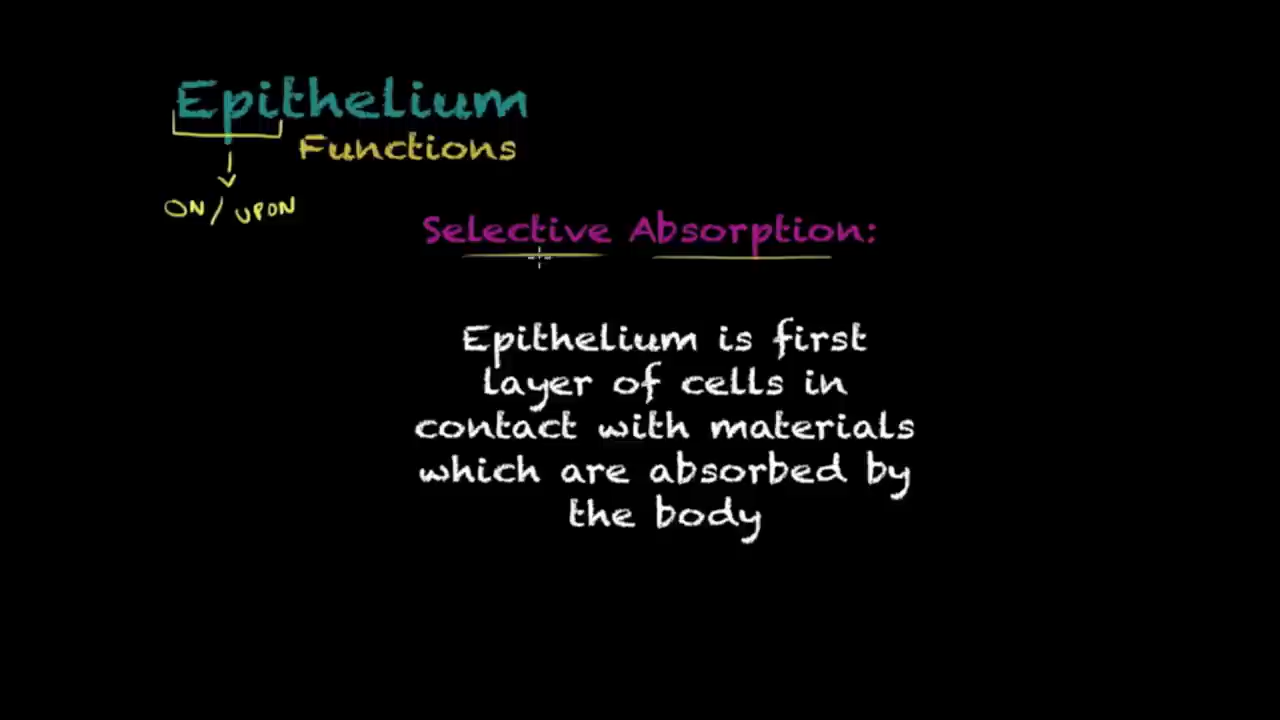 Epithelium
Functions
ON / UPON
Selective Absorption:
Epithelium is first
layer of cells in
contact with materials
which are absorbed by
the body